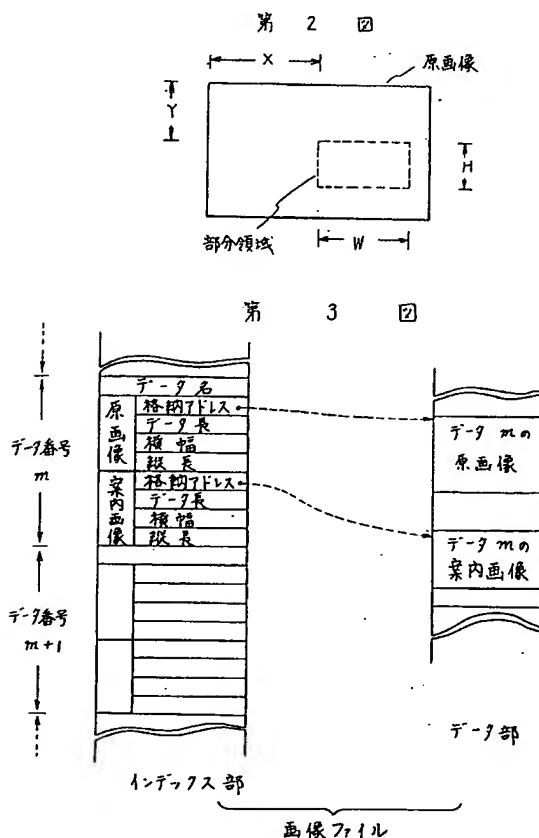 第 2 図
X
原画像
Y
H
部分領域
W
第 3 図
データ名
原画像
格納アドレス
データ長
横幅
縦長
データ番号
m
案内画像
格納アドレス
データ長
横幅
縦長
データ番号
m+1
データ mの
原画像
データ mの
案内画像
データ部
インデックス部
画像ファイル